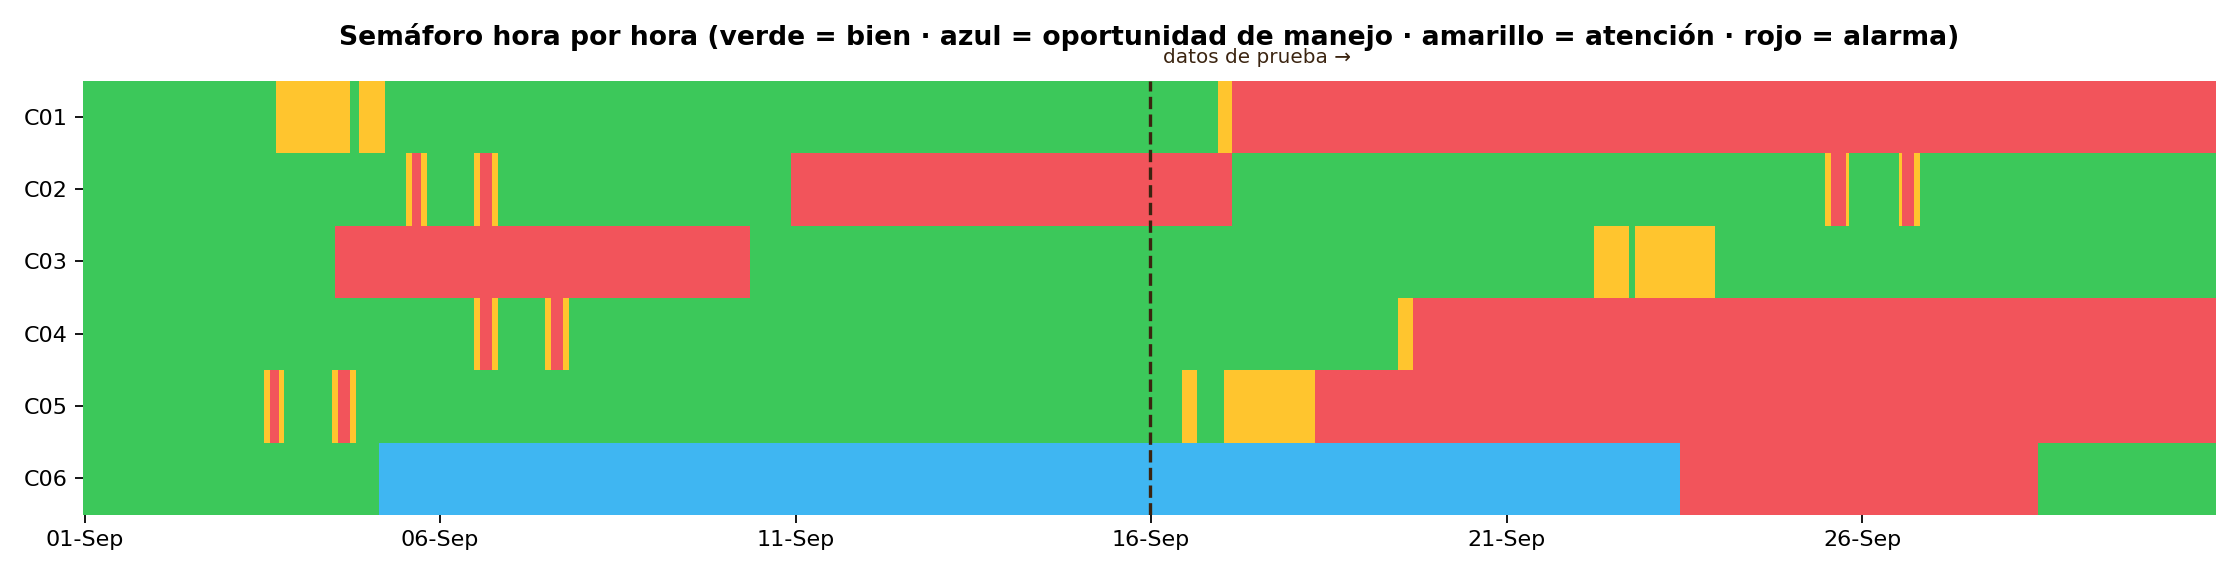 Semáforo hora por hora (verde = bien · azul = oportunidad de manejo · amarillo = atención · rojo = alarma)
datos de prueba →
C01
C02
C03
C04
C05
C06
01-Sep 06-Sep 11-Sep 16-Sep 21-Sep 26-Sep